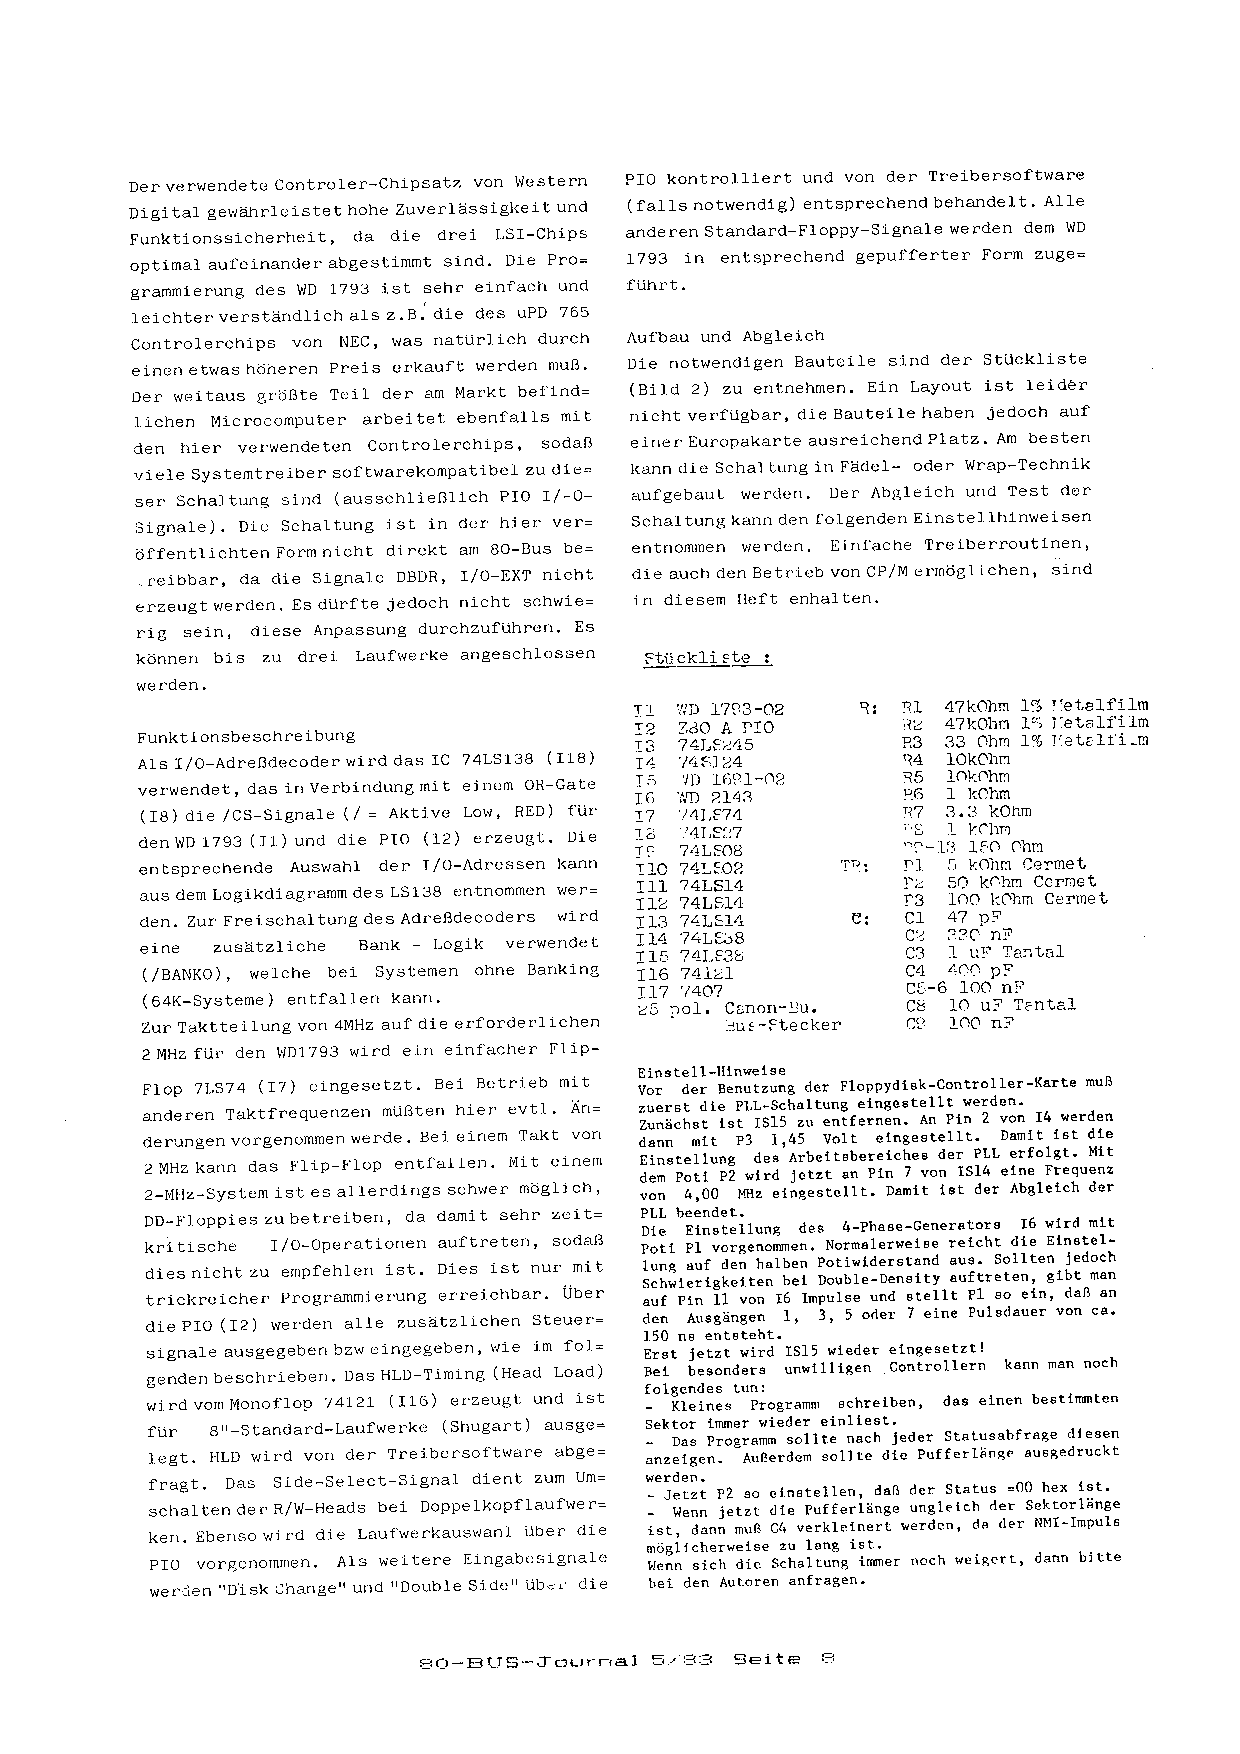 Der verwendete Controler-Chipsatz von Western
Digital gewährleistet hohe Zuverlässigkeit und
Funktionssicherheit, da die drei LSI-Chips
optimal aufeinander abgestimmt sind. Die Pro=
grammierung des WD 1793 ist sehr einfach und
leichter verständlich als z.B. die des uPD 765
Controlerchips von NEC, was natürlich durch
einen etwas höheren Preis erkauft werden muß.
Der weitaus größte Teil der am Markt befind=
lichen Microcomputer arbeitet ebenfalls mit
den hier verwendeten Controlerchips, sodaß
viele Systemtreiber softwarekompatibel zu die=
ser Schaltung sind (ausschließlich PIO I/-O-
Signale). Die Schaltung ist in der hier ver=
öffentlichten Form nicht direkt am 80-Bus be=
reibbar, da die Signale DBDR, I/O-EXT nicht
erzeugt werden. Es dürfte jedoch nicht schwie=
rig sein, diese Anpassung durchzuführen. Es
können bis zu drei Laufwerke angeschlossen
werden.
Funktionsbeschreibung
Als I/O-Adreßdecoder wird das IC 74LS138 (I18)
verwendet, das in Verbindung mit einem OR-Gate
(I8) die /CS-Signale (/ = Aktive Low, RED) für
den WD 1793 (I1) und die PIO (12) erzeugt. Die
entsprechende Auswahl der I/O-Adressen kann
aus dem Logikdiagramm des LS138 entnommen wer=
den. Zur Freischaltung des Adreßdecoders wird
eine zusätzliche Bank - Logik verwendet
(/BANKO), welche bei Systemen ohne Banking
(64K-Systeme) entfallen kann.
Zur Taktteilung von 4MHz auf die erforderlichen
2 MHz für den WD1793 wird ein einfacher Flip-
Flop 7LS74 (I7) eingesetzt. Bei Betrieb mit
anderen Taktfrequenzen müßten hier evtl. Än=
derungen vorgenommen werde. Bei einem Takt von
2 MHz kann das Flip-Flop entfallen. Mit einem
2-MHz-System ist es allerdings schwer möglich,
DD-Floppies zu betreiben, da damit sehr zeit=
kritische I/O-Operationen auftreten, sodaß
dies nicht zu empfehlen ist. Dies ist nur mit
trickreicher Programmierung erreichbar. Über
die PIO (I2) werden alle zusätzlichen Steuer=
signale ausgegeben bzw eingegeben, wie im fol=
genden beschrieben. Das HLD-Timing (Head Load)
wird vom Monoflop 74121 (I16) erzeugt und ist
für 8"-Standard-Laufwerke (Shugart) ausge=
legt. HLD wird von der Treibersoftware abge=
fragt. Das Side-Select-Signal dient zum Um=
schalten der R/W-Heads bei Doppelkopflaufwer=
ken. Ebenso wird die Laufwerkauswahl über die
PIO vorgenommen. Als weitere Eingabesignale
werden "Disk Change" und "Double Side" über die
PIO kontrolliert und von der Treibersoftware
(falls notwendig) entsprechend behandelt. Alle
anderen Standard-Floppy-Signale werden dem WD
1793 in entsprechend gepufferter Form zuge=
führt.
Aufbau und Abgleich
Die notwendigen Bauteile sind der Stückliste
(Bild 2) zu entnehmen. Ein Layout ist leider
nicht verfügbar, die Bauteile haben jedoch auf
einer Europakarte ausreichend Platz. Am besten
kann die Schaltung in Fädel- oder Wrap-Technik
aufgebaut werden. Der Abgleich und Test der
Schaltung kann den folgenden Einstellhinweisen
entnommen werden. Einfache Treiberroutinen,
die auch den Betrieb von CP/M ermöglichen, sind
in diesem Heft enhalten.
Stückliste :
I1 WD 1793-02 R: R1 47kOhm 1% Metalfilm
I2 Z80 A PIO R2 47kOhm 1% Metalfilm
I3 74LS245 R3 33 Ohm 1% Metalfilm
I4 74S124 R4 10kOhm
I5 WD 1691-02 R5 10kOhm
I6 WD 2143 R6 1 kOhm
I7 74LS74 R7 3.3 kOhm
I8 1 kOhm
I9 74LS08 Ohm
I10 74LS02 TR: P1 5 kOhm Cermet
I11 74LS14 P2 50 kOhm Cermet
I12 74LS14 P3 100 kOhm Cermet
I13 74LS14 C: C1 47 pF
I14 C2 nF
I15 74LS38 C3 1 uF Tantal
I16 74121 C4 400 pF
I17 7407 C5-6 100 nF
25 pol. Canon-Bu. C8 10 uF Tantal
Bus-Stecker C9 100 nF
Einstell-Hinweise
Vor der Benutzung der Floppydisk-Controller-Karte muß
zuerst die PLL-Schaltung eingestellt werden.
Zunächst ist IS15 zu entfernen. An Pin 2 von I4 werden
dann mit P3 1,45 Volt eingestellt. Damit ist die
Einstellung des Arbeitsbereiches der PLL erfolgt. Mit
dem Poti P2 wird jetzt an Pin 7 von IS14 eine Frequenz
von 4,00 MHz eingestellt. Damit ist der Abgleich der
PLL beendet.
Die Einstellung des 4-Phase-Generators I6 wird mit
Poti P1 vorgenommen. Normalerweise reicht die Einstel-
lung auf den halben Potiwiderstand aus. Sollten jedoch
Schwierigkeiten bei Double-Density auftreten, gibt man
auf Pin 11 von I6 Impulse und stellt P1 so ein, daß an
den Ausgängen 1, 3, 5 oder 7 eine Pulsdauer von ca.
150 ns entsteht.
Erst jetzt wird IS15 wieder eingesetzt!
Bei besonders unwilligen Controllern kann man noch
folgendes tun:
- Kleines Programm schreiben, das einen bestimmten
Sektor immer wieder einliest.
- Das Programm sollte nach jeder Statusabfrage diesen
anzeigen. Außerdem sollte die Pufferlänge ausgedruckt
werden.
- Jetzt P2 so einstellen, daß der Status =00 hex ist.
- Wenn jetzt die Pufferlänge ungleich der Sektorlänge
ist, dann muß C4 verkleinert werden, da der NMI-Impuls
möglicherweise zu lang ist.
Wenn sich die Schaltung immer noch weigert, dann bitte
bei den Autoren anfragen.
80-BUS-Journal 5/83 Seite 8